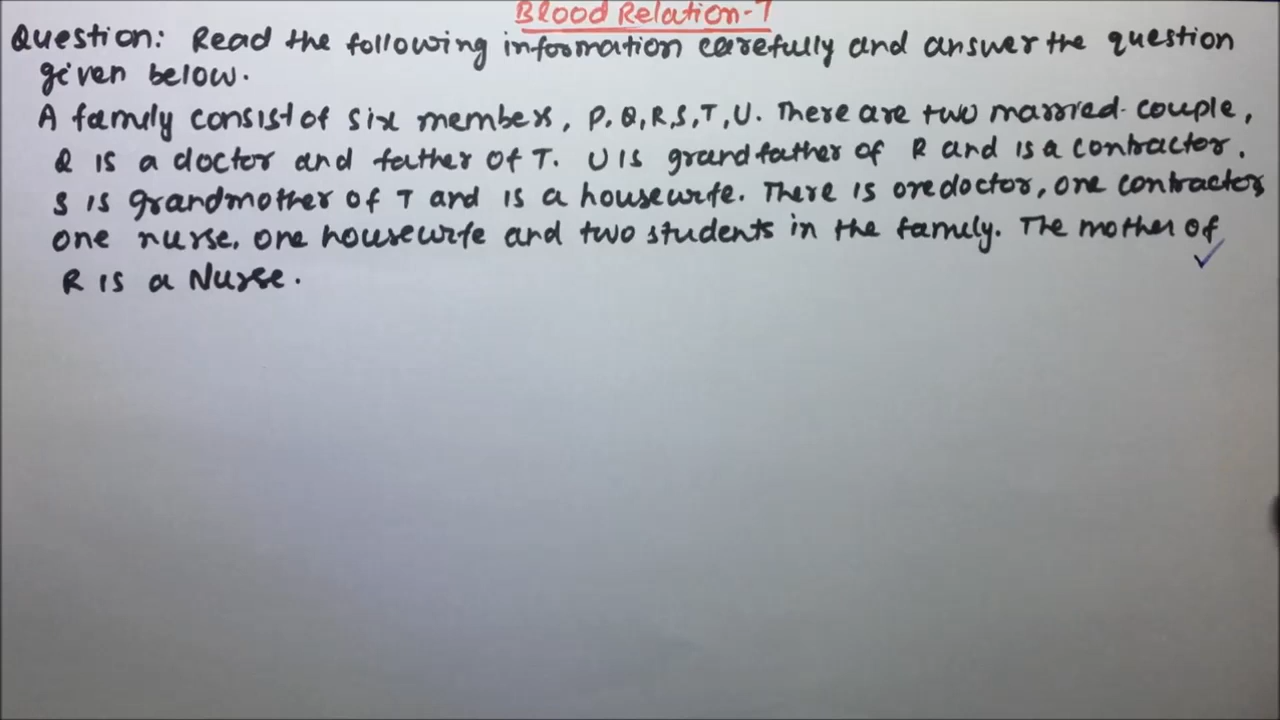 Blood Relation-7
Question: Read the following information carefully and answer the question
given below.
A family consist of six members, P,Q,R,S,T,U. There are two married couple,
Q is a doctor and father of T. U is grandfather of R and is a contractor.
S is grandmother of T and is a housewife. There is one doctor, one contractor
one nurse, one housewife and two students in the family. The mother of
R is a Nurse.